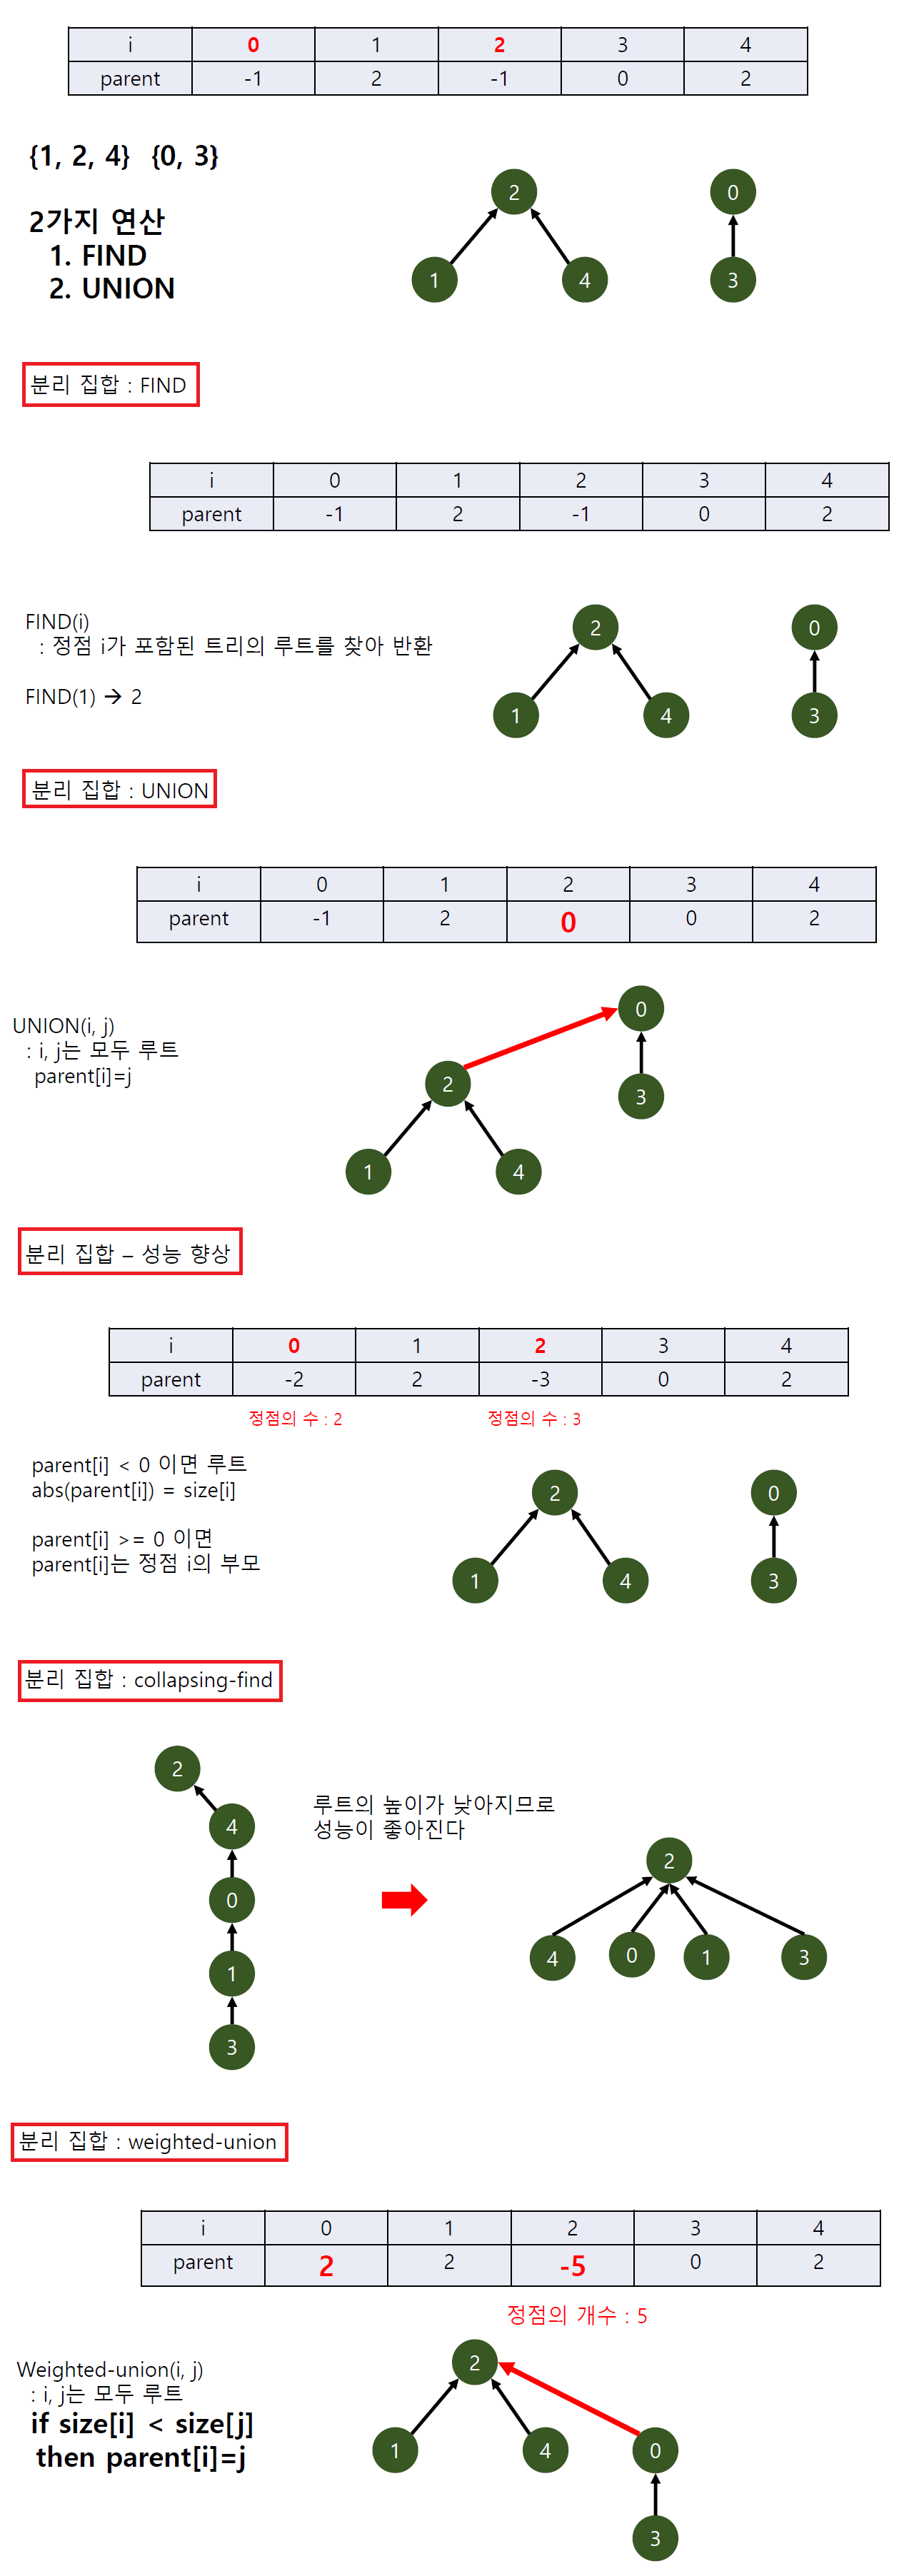 i 0 1 2 3 4
parent -1 2 -1 0 2
{1, 2, 4} {0, 3}
2가지 연산
1. FIND
2. UNION
2 0
1 4 3
분리 집합 : FIND
i 0 1 2 3 4
parent -1 2 -1 0 2
FIND(i)
: 정점 i가 포함된 트리의 루트를 찾아 반환
FIND(1) → 2
2 0
1 4 3
분리 집합 : UNION
i 0 1 2 3 4
parent -1 2 0 0 2
UNION(i, j)
: i, j는 모두 루트
parent[i]=j
0
2 3
1 4
분리 집합 – 성능 향상
i 0 1 2 3 4
parent -2 2 -3 0 2
정점의 수 : 2 정점의 수 : 3
parent[i] < 0 이면 루트
abs(parent[i]) = size[i]
parent[i] >= 0 이면
parent[i]는 정점 i의 부모
2 0
1 4 3
분리 집합 : collapsing-find
2
4
0
1
3
루트의 높이가 낮아지므로
성능이 좋아진다
2
4 0 1 3
분리 집합 : weighted-union
i 0 1 2 3 4
parent 2 2 -5 0 2
정점의 개수 : 5
Weighted-union(i, j)
: i, j는 모두 루트
if size[i] < size[j]
then parent[i]=j
2
1 4 0
3